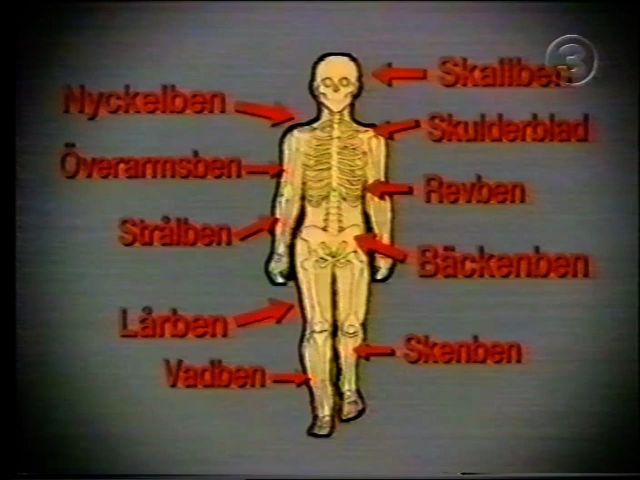 Skallben
Nyckelben
Skulderblad
Överarmsben
Revben
Strålben
Bäckenben
Lårben
Skenben
Vadben
3